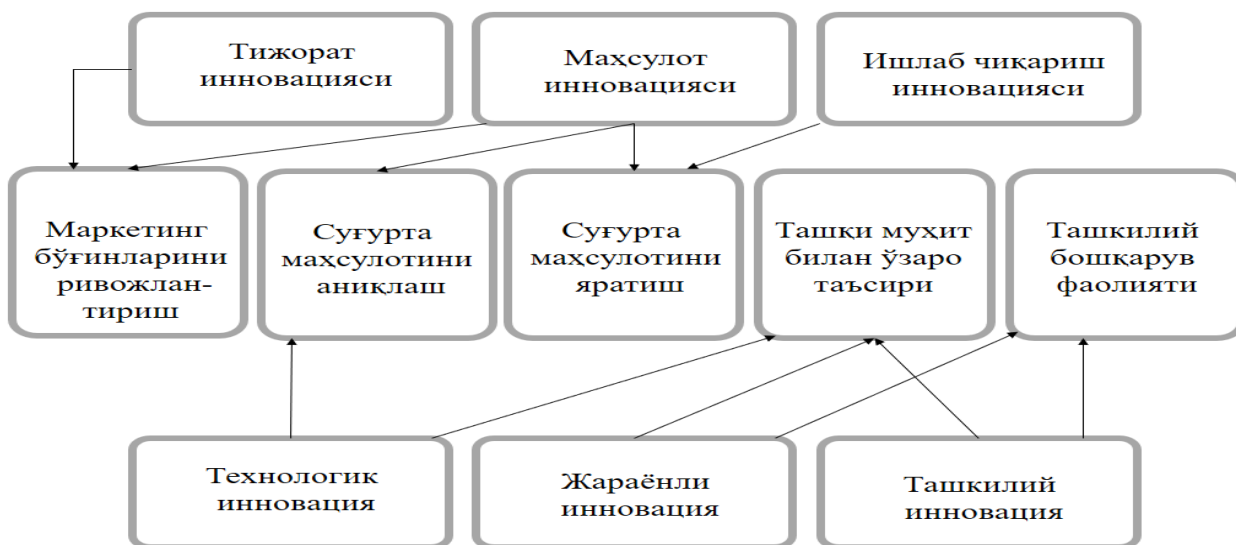 Тижорат
инновацияси
Маҳсулот
инновацияси
Ишлаб чиқариш
инновацияси
Маркетинг
бўғинларини
ривожлан-
тириш
Суғурта
маҳсулотини
аниқлаш
Суғурта
маҳсулотини
яратиш
Ташқи муҳит
билан ўзаро
таъсири
Ташкилий
бошқарув
фаолияти
Технологик
инновация
Жараёнли
инновация
Ташкилий
инновация